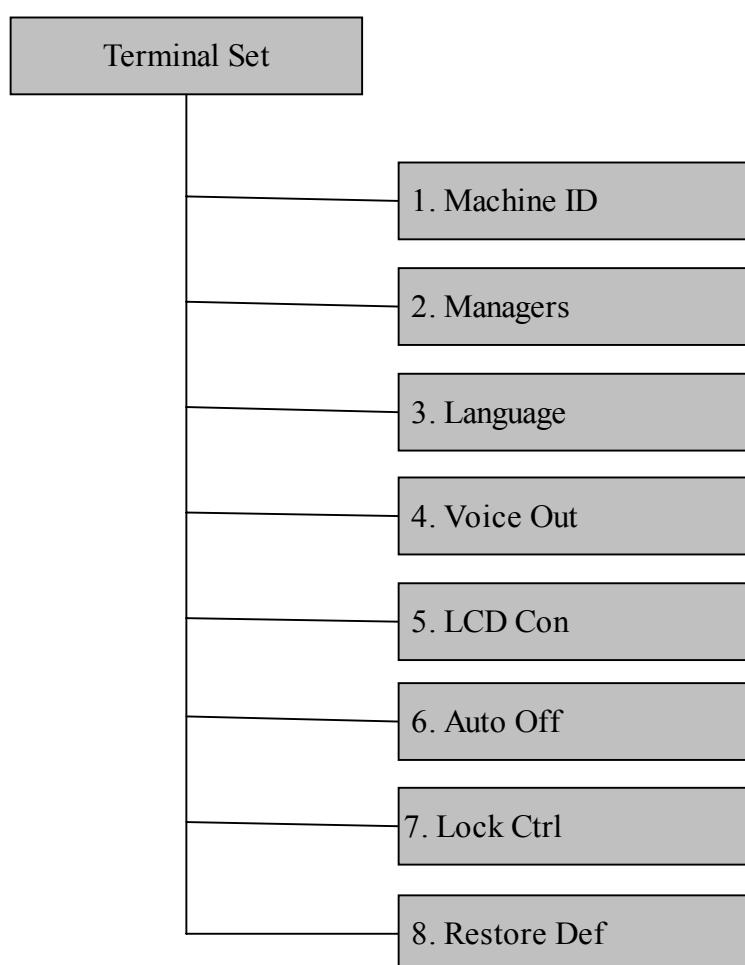 Terminal Set
1. Machine ID
2. Managers
3. Language
4. Voice Out
5. LCD Con
6. Auto Off
7. Lock Ctrl
8. Restore Def